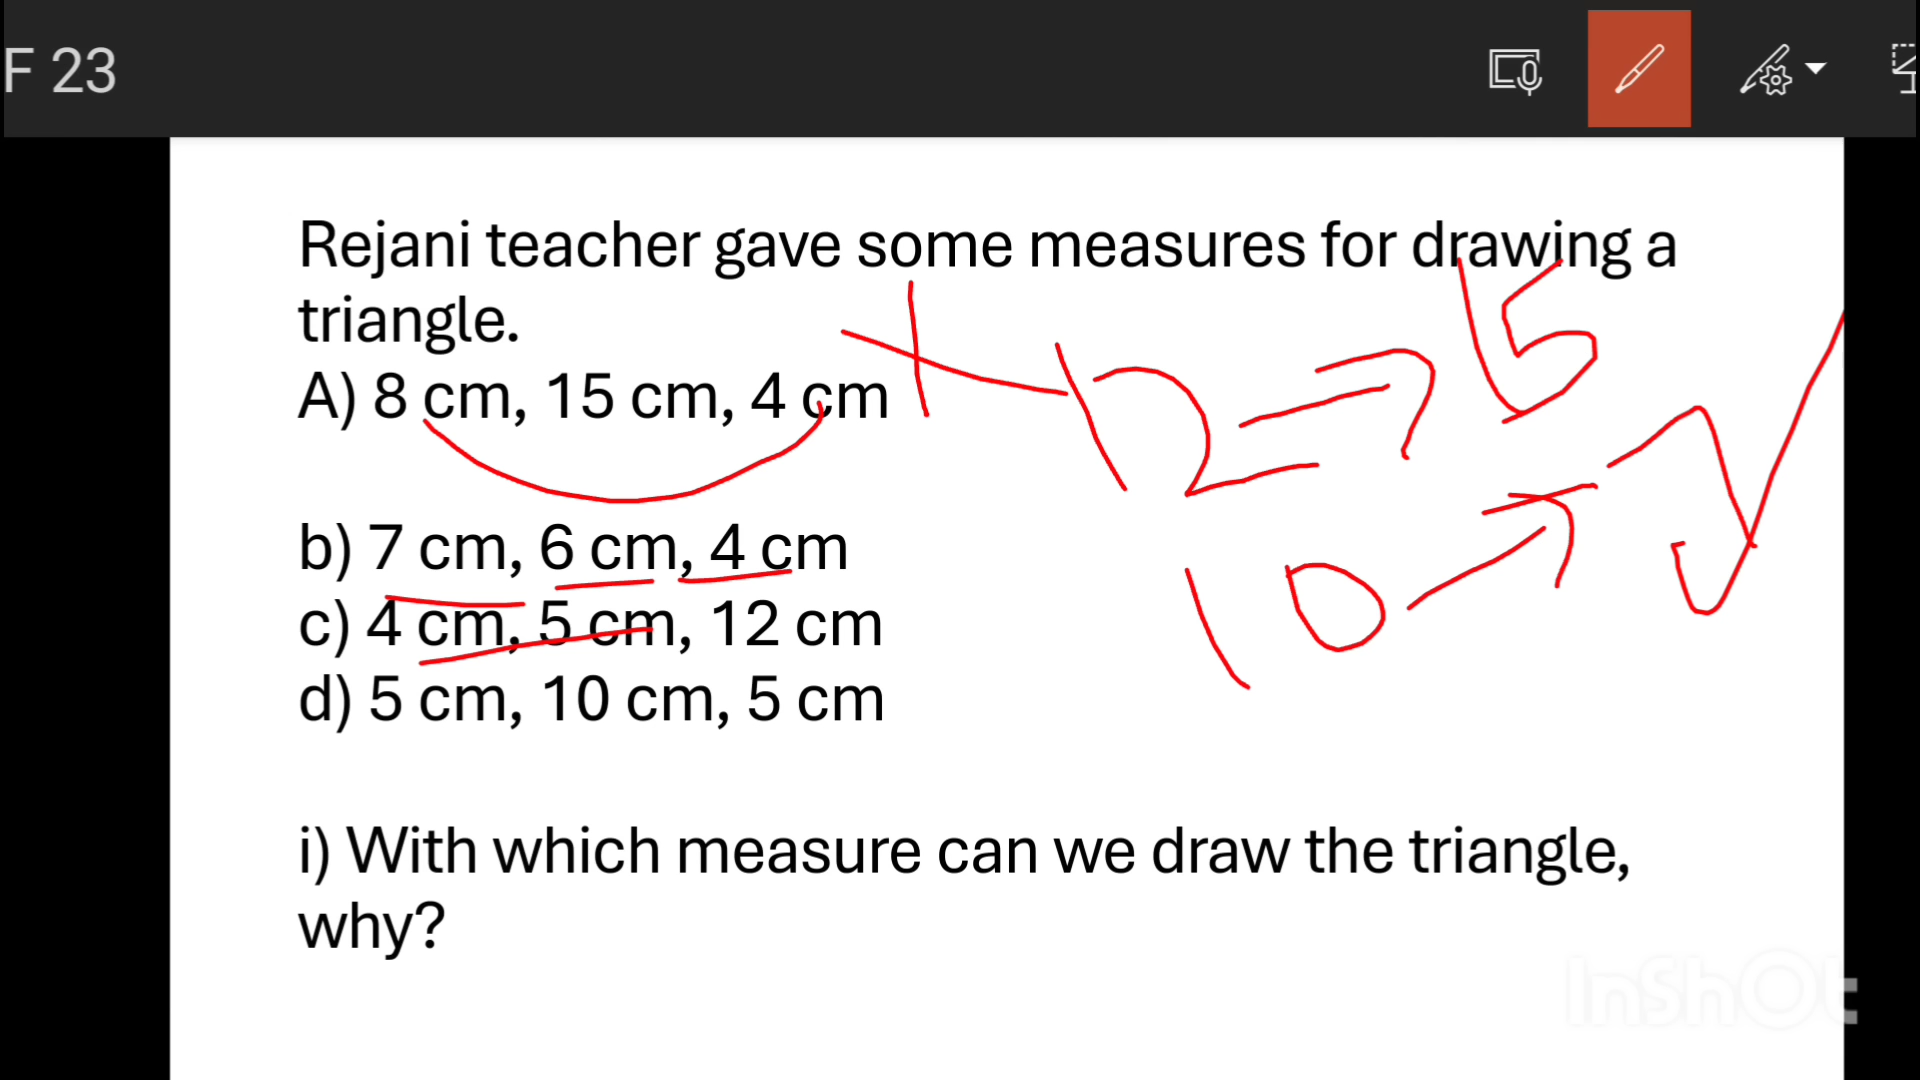 F 23
Rejani teacher gave some measures for drawing a
triangle.
A) 8 cm, 15 cm, 4 cm
12 = 15
b) 7 cm, 6 cm, 4 cm
10 → 7
c) 4 cm, 5 cm, 12 cm
d) 5 cm, 10 cm, 5 cm
i) With which measure can we draw the triangle,
why?
InShOt